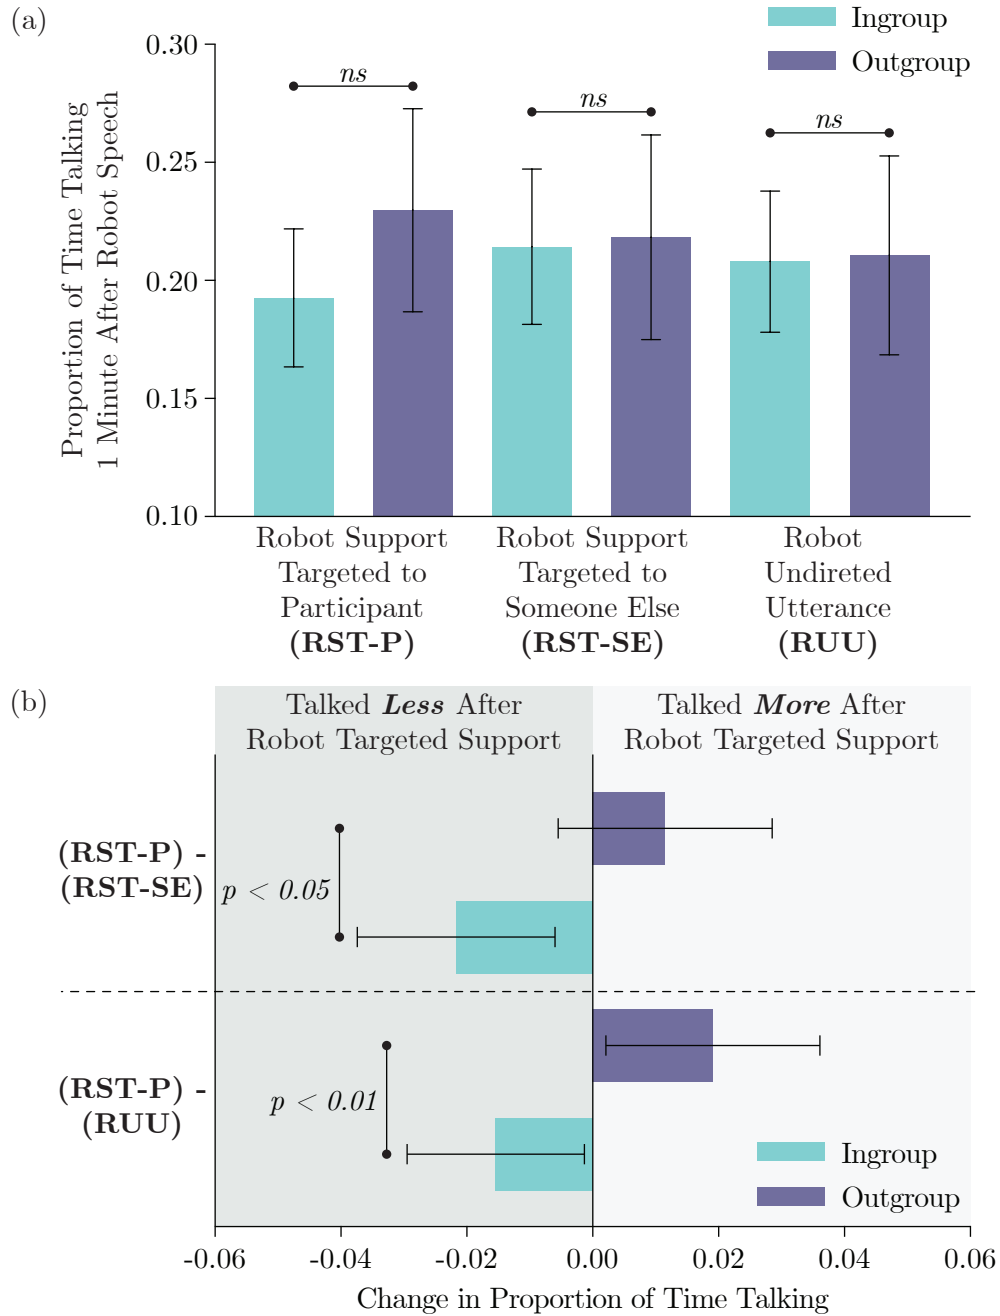 (a)
Ingroup
Outgroup
Proportion of Time Talking
1 Minute After Robot Speech
0.30
0.25
0.20
0.15
0.10
ns
ns
ns
Robot Support
Targeted to
Participant
(RST-P)
Robot Support
Targeted to
Someone Else
(RST-SE)
Robot
Undireted
Utterance
(RUU)
(b)
Talked Less After
Robot Targeted Support
Talked More After
Robot Targeted Support
(RST-P) -
(RST-SE)
p < 0.05
(RST-P) -
(RUU)
p < 0.01
Ingroup
Outgroup
-0.06
-0.04
-0.02
0.00
0.02
0.04
0.06
Change in Proportion of Time Talking